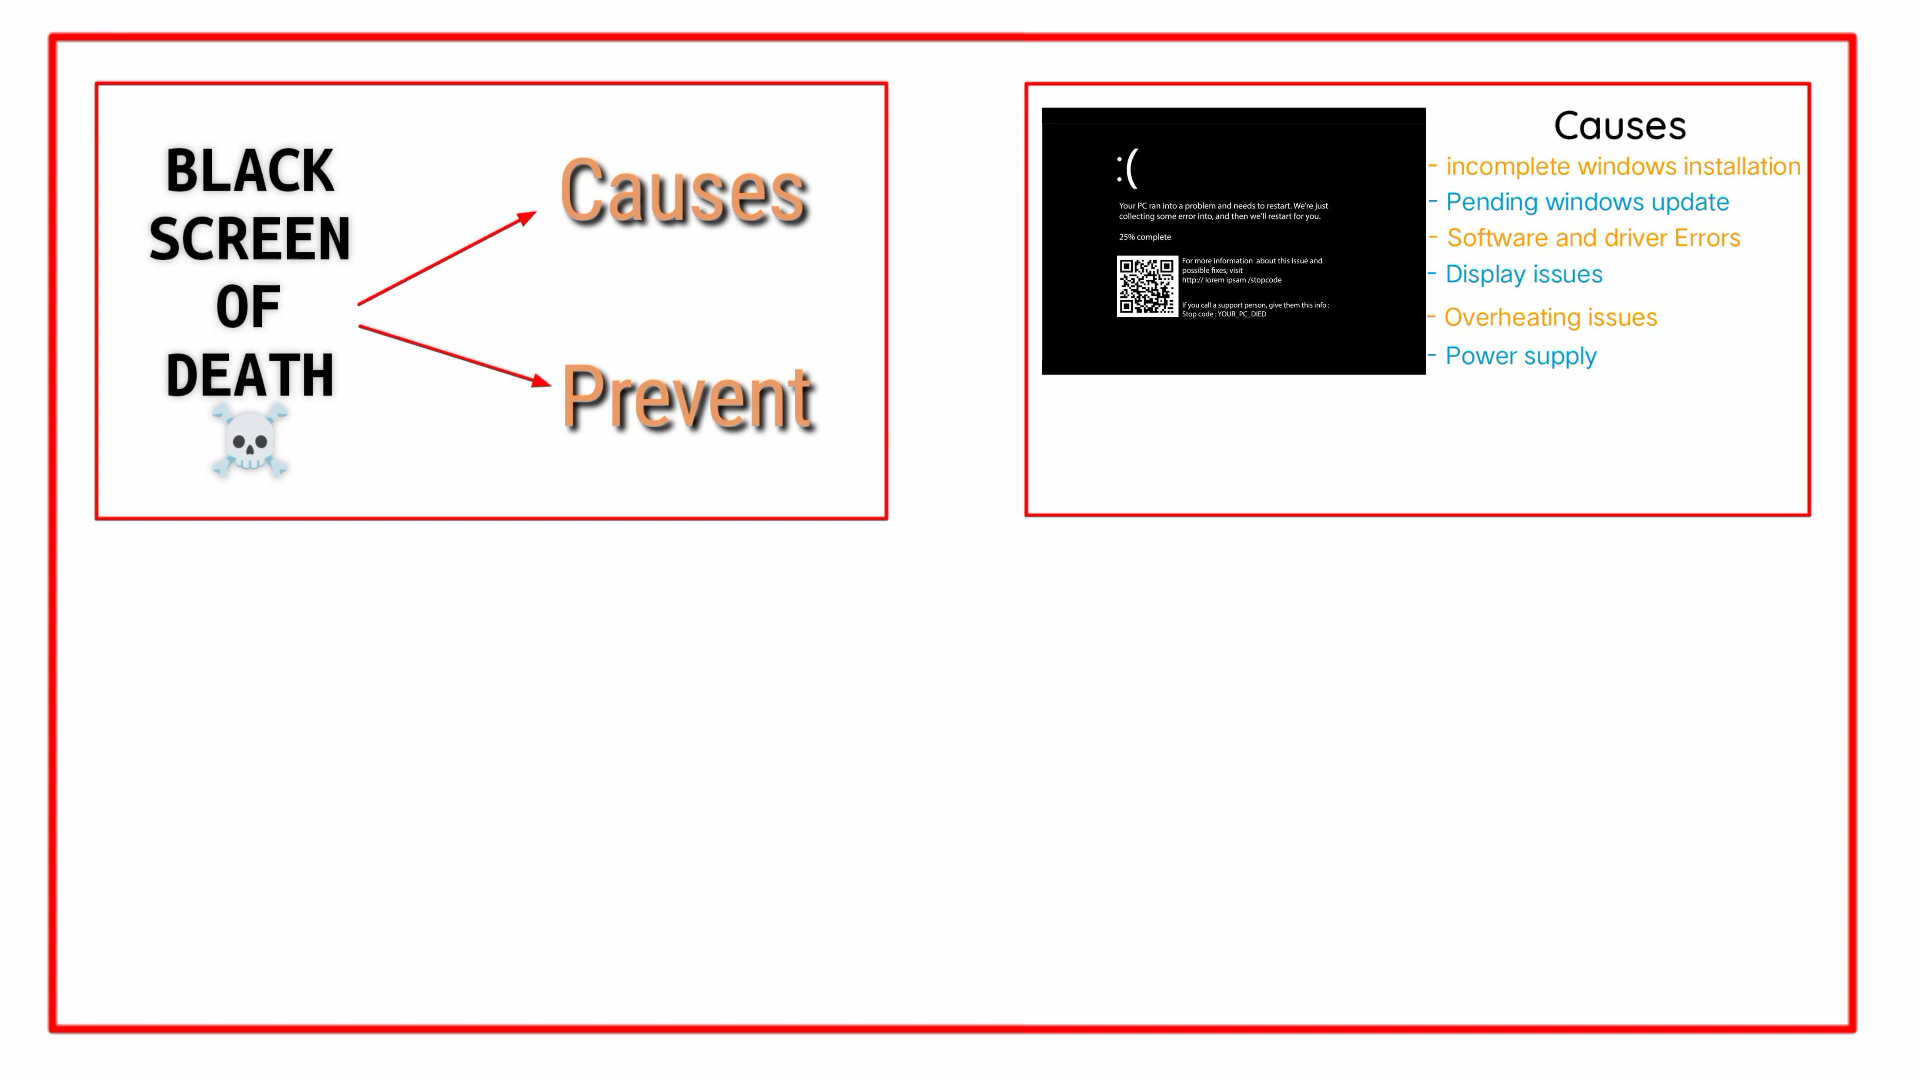 BLACK
SCREEN
OF
DEATH
Causes
Prevent
:(
Your PC ran into a problem and needs to restart. We're just
collecting some error into, and then we'll restart for you.
25% complete
For more information about this issue and
possible fixes, visit
http:// lorem ipsam /stopcode
If you call a support person, give them this info :
Stop code : YOUR_PC_DIED
Causes
- incomplete windows installation
- Pending windows update
- Software and driver Errors
- Display issues
- Overheating issues
- Power supply